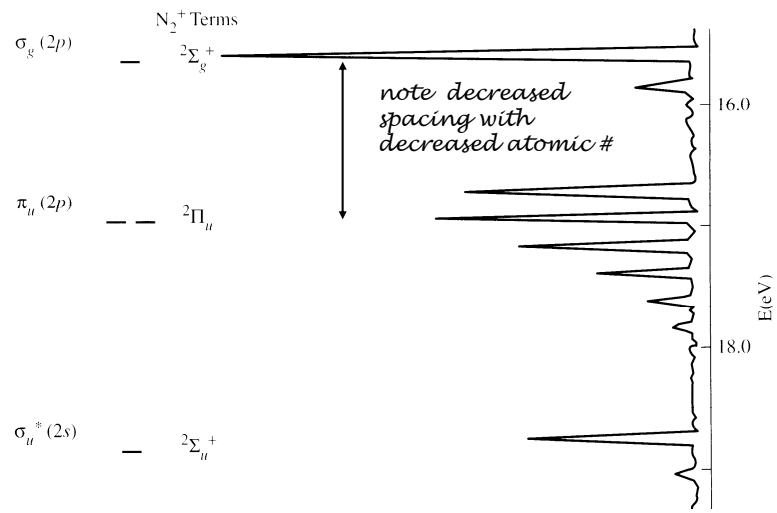 N₂⁺ Terms
σg (2p)
²Σg⁺
note decreased
spacing with
decreased atomic #
16.0
πu (2p)
²Πu
E(eV)
18.0
σu* (2s)
²Σu⁺